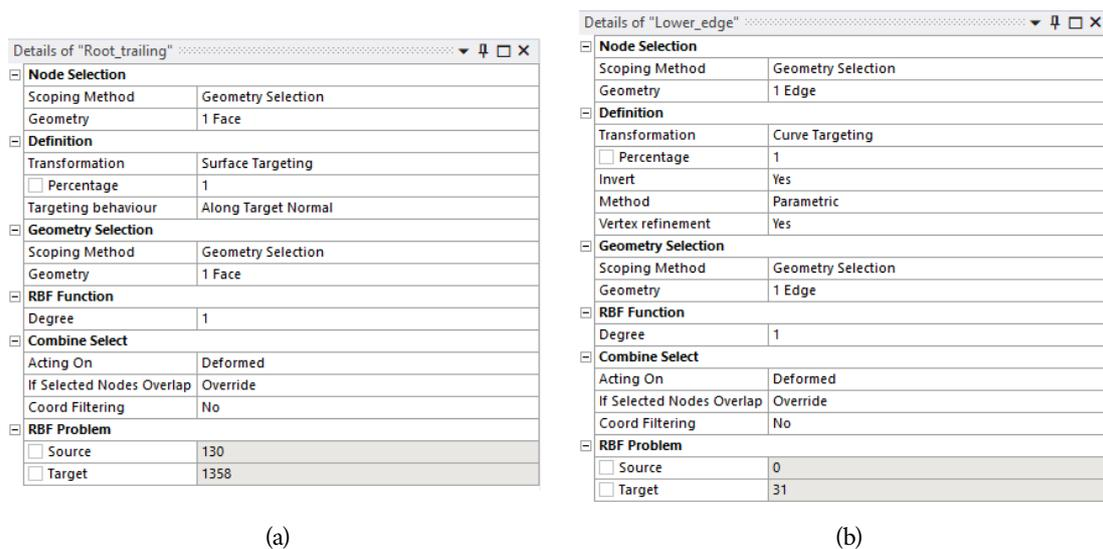 Details of "Root_trailing"
Node Selection
Scoping Method Geometry Selection
Geometry 1 Face
Definition
Transformation Surface Targeting
Percentage 1
Targeting behaviour Along Target Normal
Geometry Selection
Scoping Method Geometry Selection
Geometry 1 Face
RBF Function
Degree 1
Combine Select
Acting On Deformed
If Selected Nodes Overlap Override
Coord Filtering No
RBF Problem
Source 130
Target 1358
(a)
Details of "Lower_edge"
Node Selection
Scoping Method Geometry Selection
Geometry 1 Edge
Definition
Transformation Curve Targeting
Percentage 1
Invert Yes
Method Parametric
Vertex refinement Yes
Geometry Selection
Scoping Method Geometry Selection
Geometry 1 Edge
RBF Function
Degree 1
Combine Select
Acting On Deformed
If Selected Nodes Overlap Override
Coord Filtering No
RBF Problem
Source 0
Target 31
(b)